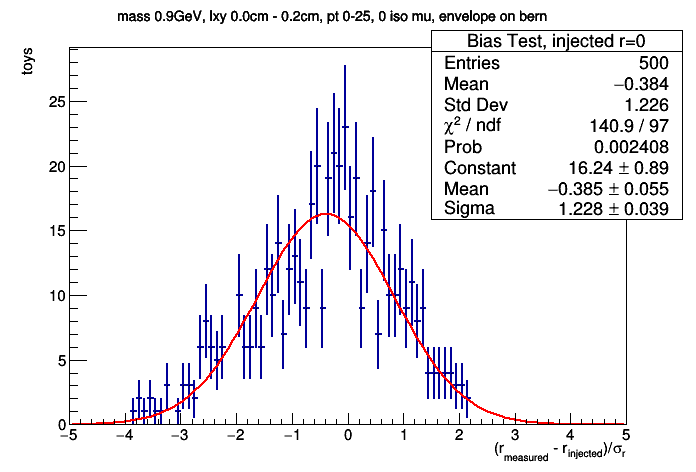 mass 0.9GeV, lxy 0.0cm - 0.2cm, pt 0-25, 0 iso mu, envelope on bern
Bias Test, injected r=0
Entries 500
Mean −0.384
Std Dev 1.226
χ² / ndf 140.9 / 97
Prob 0.002408
Constant 16.24 ± 0.89
Mean −0.385 ± 0.055
Sigma 1.228 ± 0.039
toys
25
20
15
10
5
0
−5 −4 −3 −2 −1 0 1 2 3 4 5
(r_measured - r_injected)/σ_r